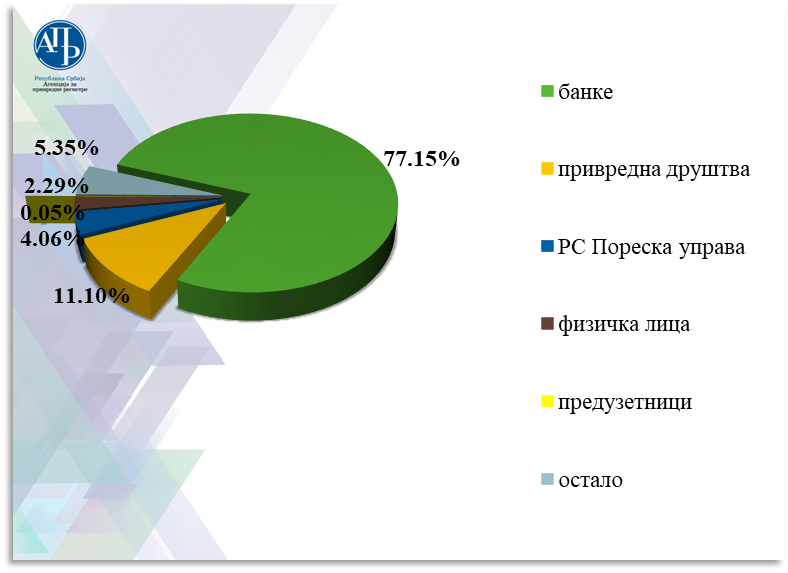 АПР
Република Србија
Агенција за
привредне регистре
5.35%
2.29%
0.05%
4.06%
11.10%
77.15%
банке
привредна друштва
РС Пореска управа
физичка лица
предузетници
остало